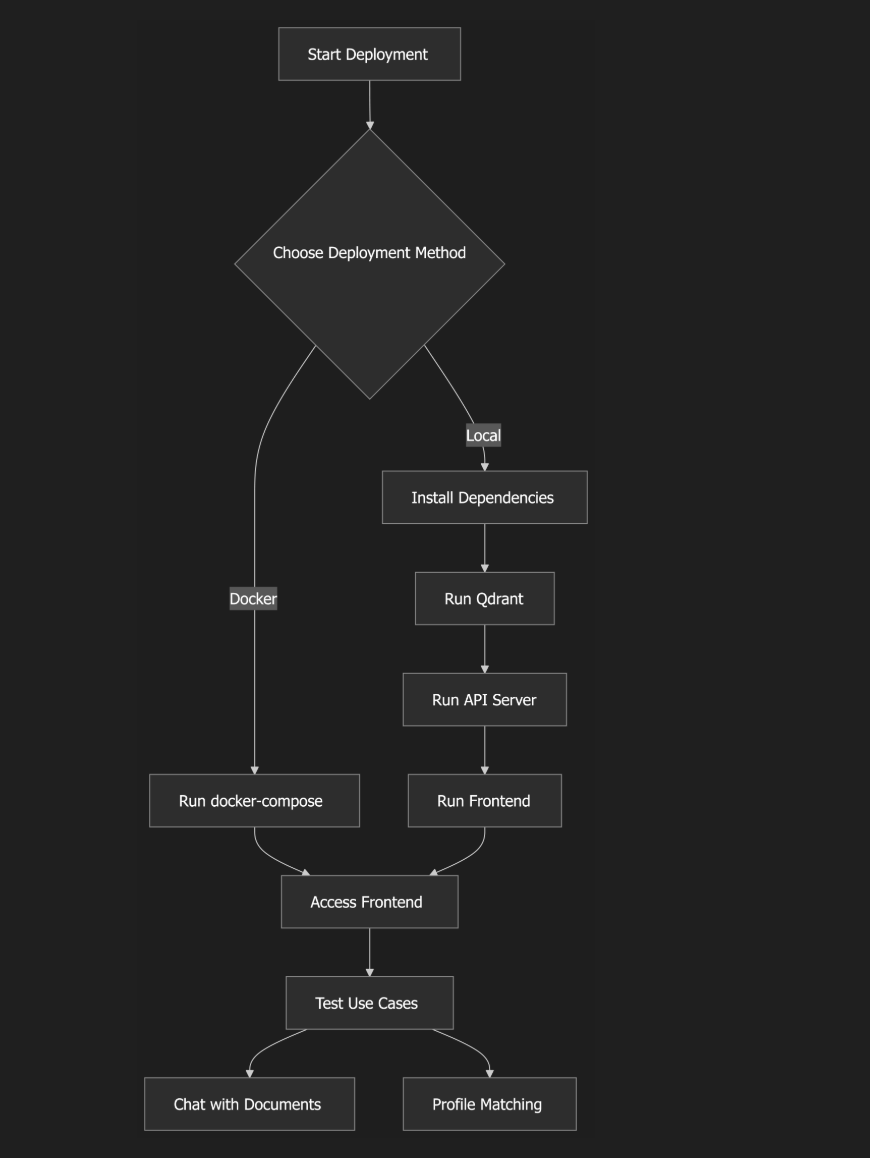 Start Deployment
Choose Deployment Method
Local
Install Dependencies
Docker
Run Qdrant
Run API Server
Run docker-compose
Run Frontend
Access Frontend
Test Use Cases
Chat with Documents
Profile Matching